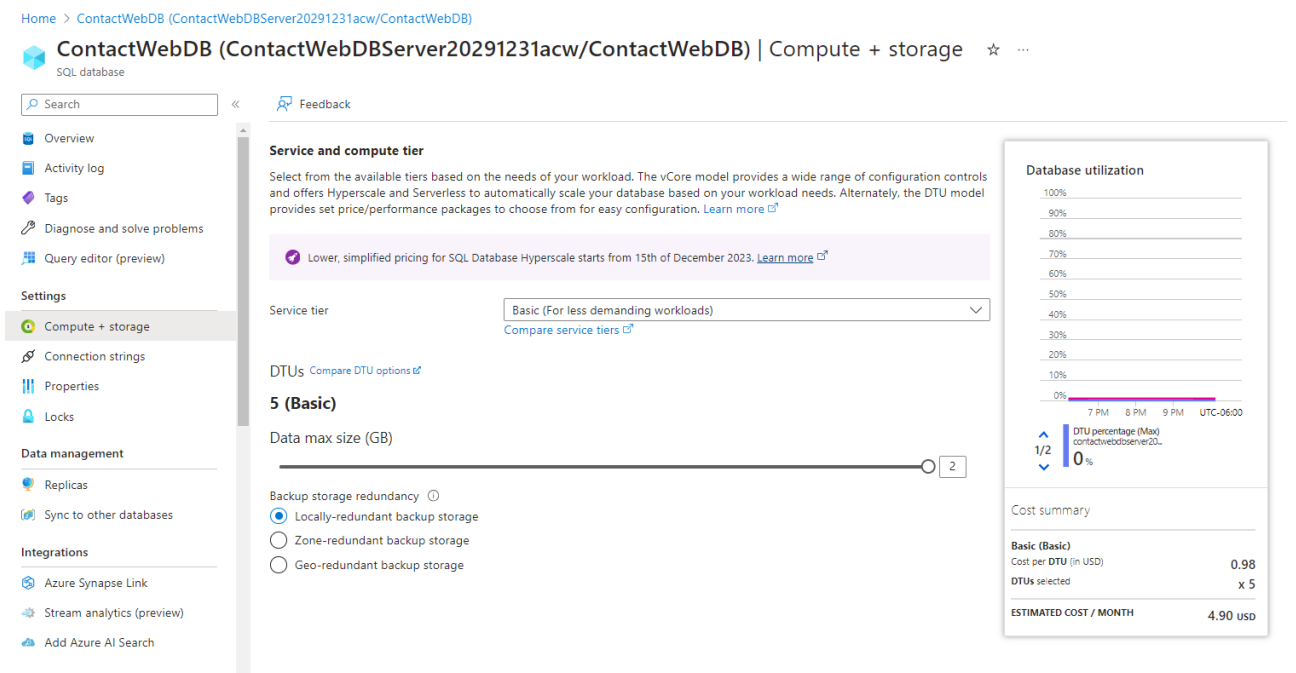 Home > ContactWebDB (ContactWebDBServer20291231acw/ContactWebDB)
ContactWebDB (ContactWebDBServer20291231acw/ContactWebDB) | Compute + storage ☆ ...
SQL database
Search «
Overview
Activity log
Tags
Diagnose and solve problems
Query editor (preview)
Settings
Compute + storage
Connection strings
Properties
Locks
Data management
Replicas
Sync to other databases
Integrations
Azure Synapse Link
Stream analytics (preview)
Add Azure AI Search
Feedback
Service and compute tier
Select from the available tiers based on the needs of your workload. The vCore model provides a wide range of configuration controls
and offers Hyperscale and Serverless to automatically scale your database based on your workload needs. Alternately, the DTU model
provides set price/performance packages to choose from for easy configuration. Learn more
Lower, simplified pricing for SQL Database Hyperscale starts from 15th of December 2023. Learn more
Service tier Basic (For less demanding workloads)
Compare service tiers
DTUs Compare DTU options
5 (Basic)
Data max size (GB)
2
Backup storage redundancy
Locally-redundant backup storage
Zone-redundant backup storage
Geo-redundant backup storage
Database utilization
100%
90%
80%
70%
60%
50%
40%
30%
20%
10%
0%
7 PM 8 PM 9 PM UTC-06:00
DTU percentage (Max)
contactwebdbserver20...
1/2
0 %
Cost summary
Basic (Basic)
Cost per DTU (in USD) 0.98
DTUs selected x 5
ESTIMATED COST / MONTH 4.90 USD